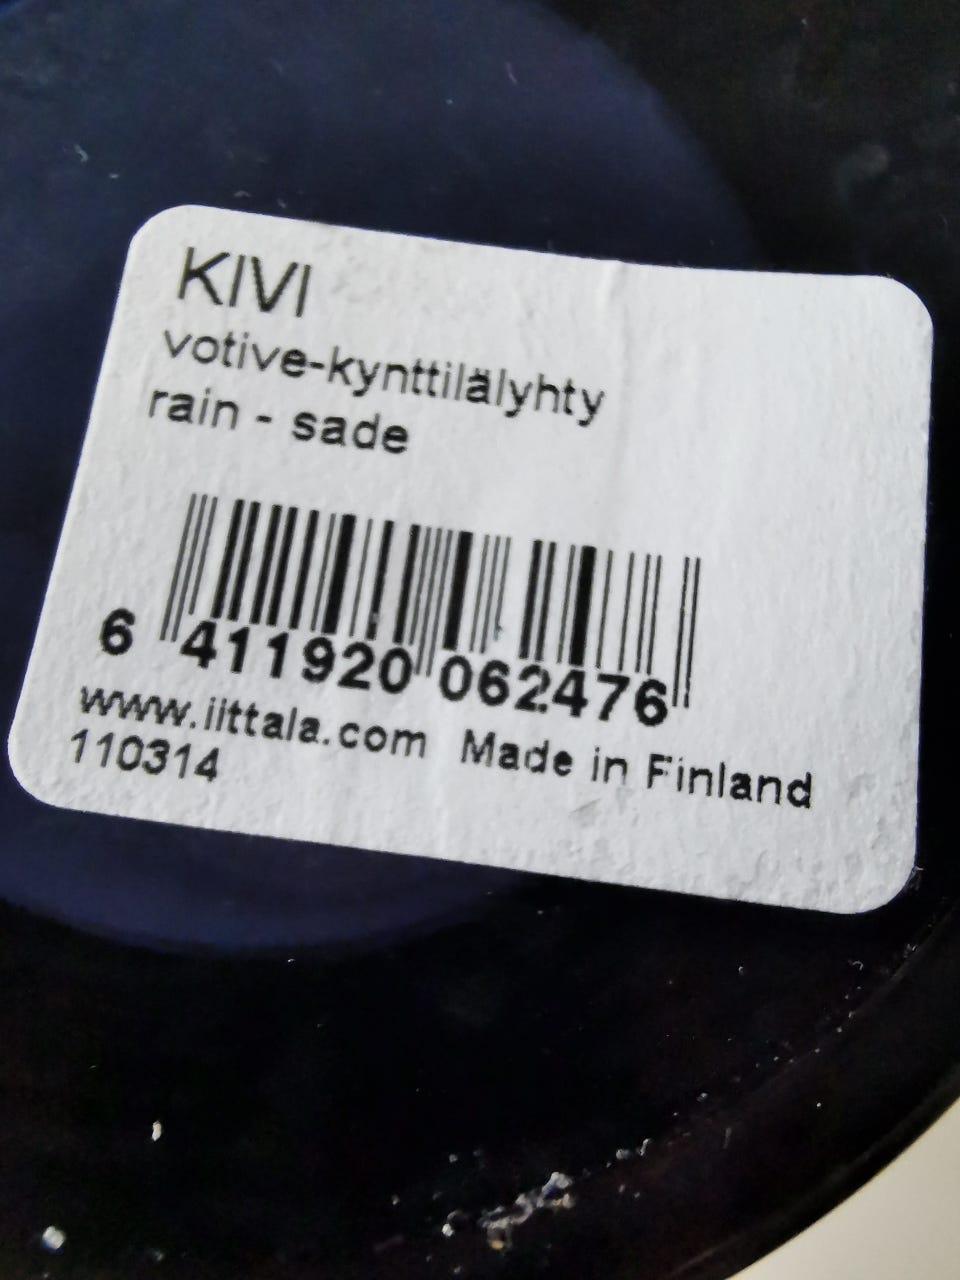 KIVI
votive-kynttilälyhty
rain - sade
6 411920 062476
www.iittala.com Made in Finland
110314